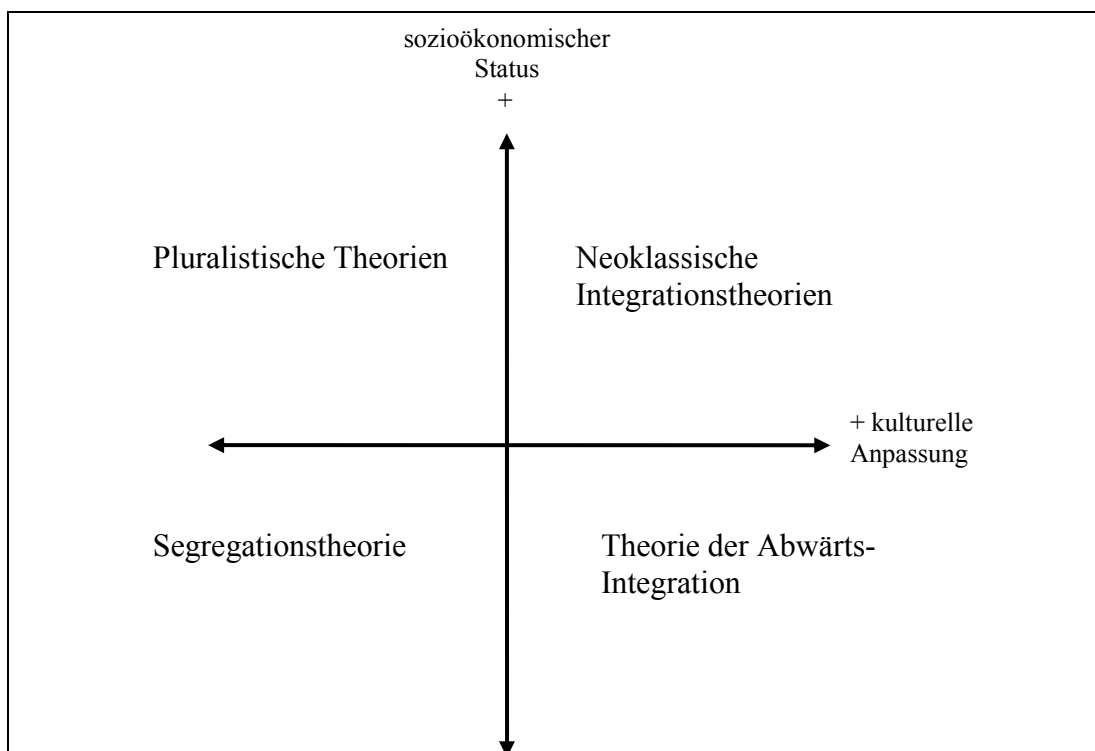 sozioökonomischer
Status
+
Pluralistische Theorien
Neoklassische
Integrationstheorien
+ kulturelle
Anpassung
Segregationstheorie
Theorie der Abwärts-
Integration